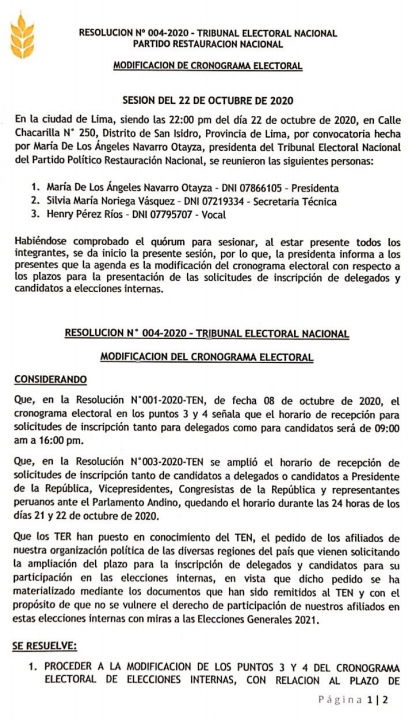 RESOLUCION Nº 004-2020 - TRIBUNAL ELECTORAL NACIONAL
PARTIDO RESTAURACION NACIONAL
MODIFICACION DE CRONOGRAMA ELECTORAL
SESION DEL 22 DE OCTUBRE DE 2020
En la ciudad de Lima, siendo las 22:00 pm del día 22 de octubre de 2020, en Calle
Chacarilla N° 250, Distrito de San Isidro, Provincia de Lima, por convocatoria hecha
por María De Los Ángeles Navarro Otayza, presidenta del Tribunal Electoral Nacional
del Partido Político Restauración Nacional, se reunieron las siguientes personas:
1. María De Los Ángeles Navarro Otayza - DNI 07866105 - Presidenta
2. Silvia María Noriega Vásquez - DNI 07219334 - Secretaria Técnica
3. Henry Pérez Ríos - DNI 07795707 - Vocal
Habiéndose comprobado el quórum para sesionar, al estar presente todos los
integrantes, se da inicio la presente sesión, por lo que, la presidenta informa a los
presentes que la agenda es la modificación del cronograma electoral con respecto a
los plazos para la presentación de las solicitudes de inscripción de delegados y
candidatos a elecciones internas.
RESOLUCION N° 004-2020 - TRIBUNAL ELECTORAL NACIONAL
MODIFICACION DEL CRONOGRAMA ELECTORAL
CONSIDERANDO
Que, en la Resolución N°001-2020-TEN, de fecha 08 de octubre de 2020, el
cronograma electoral en los puntos 3 y 4 señala que el horario de recepción para
solicitudes de inscripción tanto para delegados como para candidatos será de 09:00
am a 16:00 pm.
Que, en la Resolución N°003-2020-TEN se amplió el horario de recepción de
solicitudes de inscripción tanto de candidatos a delegados o candidatos a Presidente
de la República, Vicepresidentes, Congresistas de la República y representantes
peruanos ante el Parlamento Andino, quedando el horario durante las 24 horas de los
días 21 y 22 de octubre de 2020.
Que los TER han puesto en conocimiento del TEN, el pedido de los afiliados de
nuestra organización política de las diversas regiones del país que vienen solicitando
la ampliación del plazo para la inscripción de delegados y candidatos para su
participación en las elecciones internas, en vista que dicho pedido se ha
materializado mediante los documentos que han sido remitidos al TEN y con el
propósito de que no se vulnere el derecho de participación de nuestros afiliados en
estas elecciones internas con miras a las Elecciones Generales 2021.
SE RESUELVE:
1. PROCEDER A LA MODIFICACION DE LOS PUNTOS 3 Y 4 DEL CRONOGRAMA
ELECTORAL DE ELECCIONES INTERNAS, CON RELACION AL PLAZO DE
Página 1|2